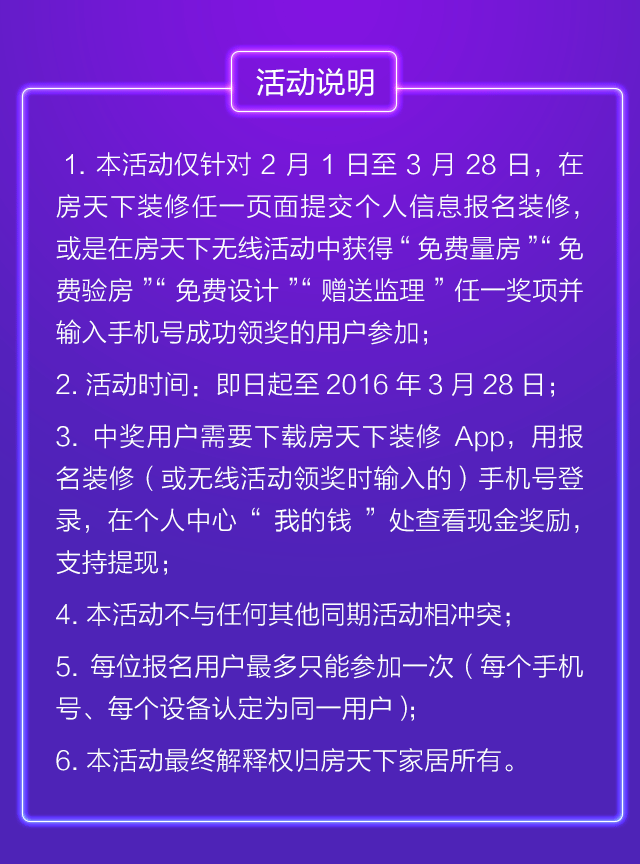 活动说明
1. 本活动仅针对 2 月 1 日至 3 月 28 日，在
房天下装修任一页面提交个人信息报名装修，
或是在房天下无线活动中获得“免费量房”“免
费验房”“免费设计”“赠送监理”任一奖项并
输入手机号成功领奖的用户参加；
2. 活动时间：即日起至 2016 年 3 月 28 日；
3. 中奖用户需要下载房天下装修 App，用报
名装修（或无线活动领奖时输入的）手机号登
录，在个人中心“我的钱”处查看现金奖励，
支持提现；
4. 本活动不与任何其他同期活动相冲突；
5. 每位报名用户最多只能参加一次（每个手机
号、每个设备认定为同一用户）；
6. 本活动最终解释权归房天下家居所有。